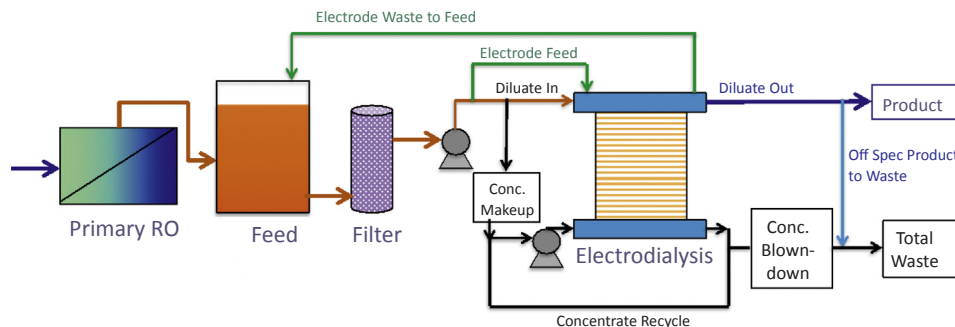 Electrode Waste to Feed
Electrode Feed
Diluate In
Diluate Out
Product
Off Spec Product
to Waste
Conc.
Makeup
Primary RO
Feed
Filter
Electrodialysis
Conc.
Blown-
down
Total
Waste
Concentrate Recycle